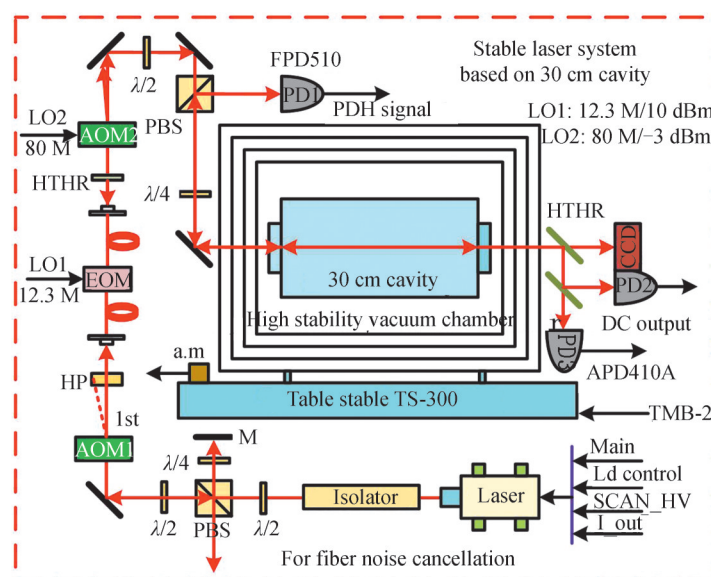 FPD510
Stable laser system
based on 30 cm cavity
LO1: 12.3 M/10 dBm
LO2: 80 M/−3 dBm
λ/2
PD1
PDH signal
PBS
LO2
80 M
AOM2
HTHR
λ/4
HTHR
CCD
PD2
DC output
LO1
12.3 M
EOM
30 cm cavity
High stability vacuum chamber
r
PD3
APD410A
a.m
HP
Table stable TS-300
TMB-2
1st
AOM1
M
λ/4
λ/2
PBS
λ/2
Isolator
Laser
Main
Ld control
SCAN_HV
I_out
For fiber noise cancellation